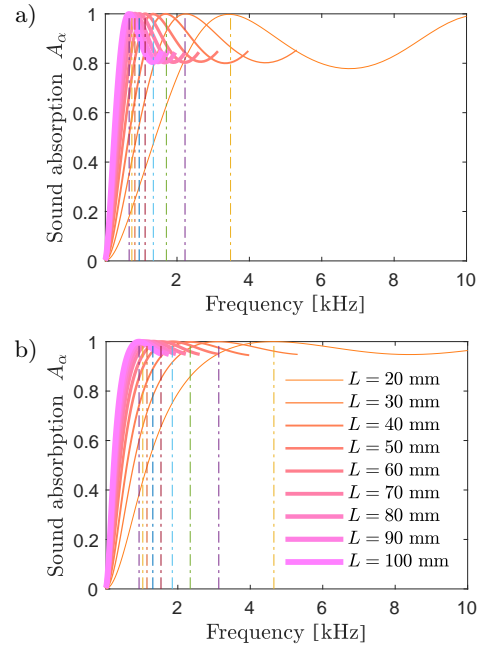 a)
Sound absorption A_α
1
0.8
0.6
0.4
0.2
0
2
4
6
8
10
Frequency [kHz]
b)
Sound absorbption A_α
1
0.8
0.6
0.4
0.2
0
L = 20 mm
L = 30 mm
L = 40 mm
L = 50 mm
L = 60 mm
L = 70 mm
L = 80 mm
L = 90 mm
L = 100 mm
2
4
6
8
10
Frequency [kHz]